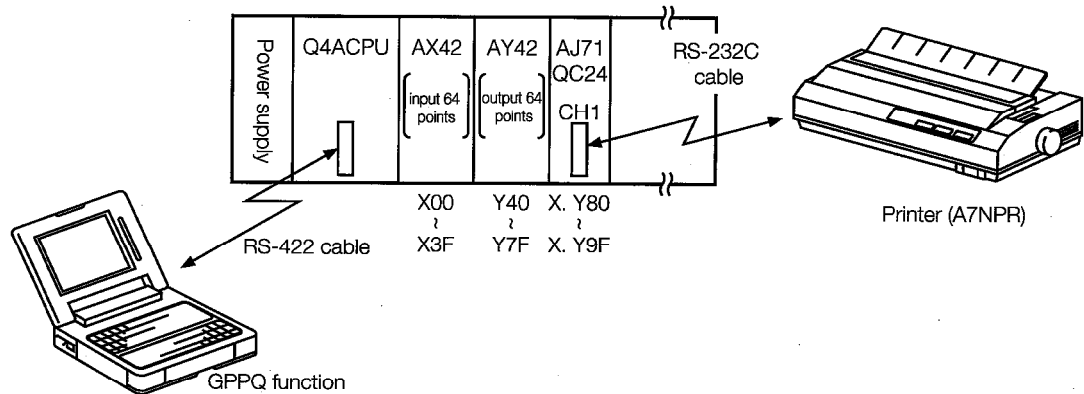 Power supply
Q4ACPU
AX42
input 64
points
AY42
output 64
points
AJ71
QC24
CH1
RS-232C
cable
X00
~
X3F
Y40
~
Y7F
X. Y80
~
X. Y9F
RS-422 cable
Printer (A7NPR)
GPPQ function